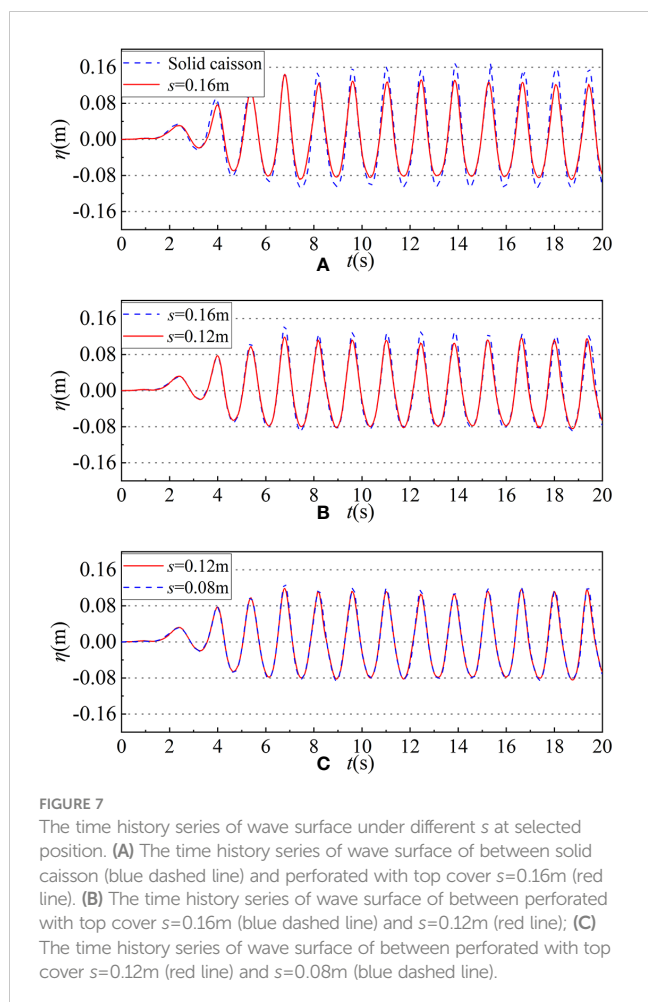 0.16
0.08
0.00
-0.08
-0.16
η(m)
Solid caisson
s=0.16m
0 2 4 6 8 10 12 14 16 18 20
A t(s)
0.16
0.08
0.00
-0.08
-0.16
η(m)
s=0.16m
s=0.12m
0 2 4 6 8 10 12 14 16 18 20
B t(s)
0.16
0.08
0.00
-0.08
-0.16
η(m)
s=0.12m
s=0.08m
0 2 4 6 8 10 12 14 16 18 20
C t(s)
FIGURE 7
The time history series of wave surface under different s at selected
position. (A) The time history series of wave surface of between solid
caisson (blue dashed line) and perforated with top cover s=0.16m (red
line). (B) The time history series of wave surface of between perforated
with top cover s=0.16m (blue dashed line) and s=0.12m (red line); (C)
The time history series of wave surface of between perforated with top
cover s=0.12m (red line) and s=0.08m (blue dashed line).